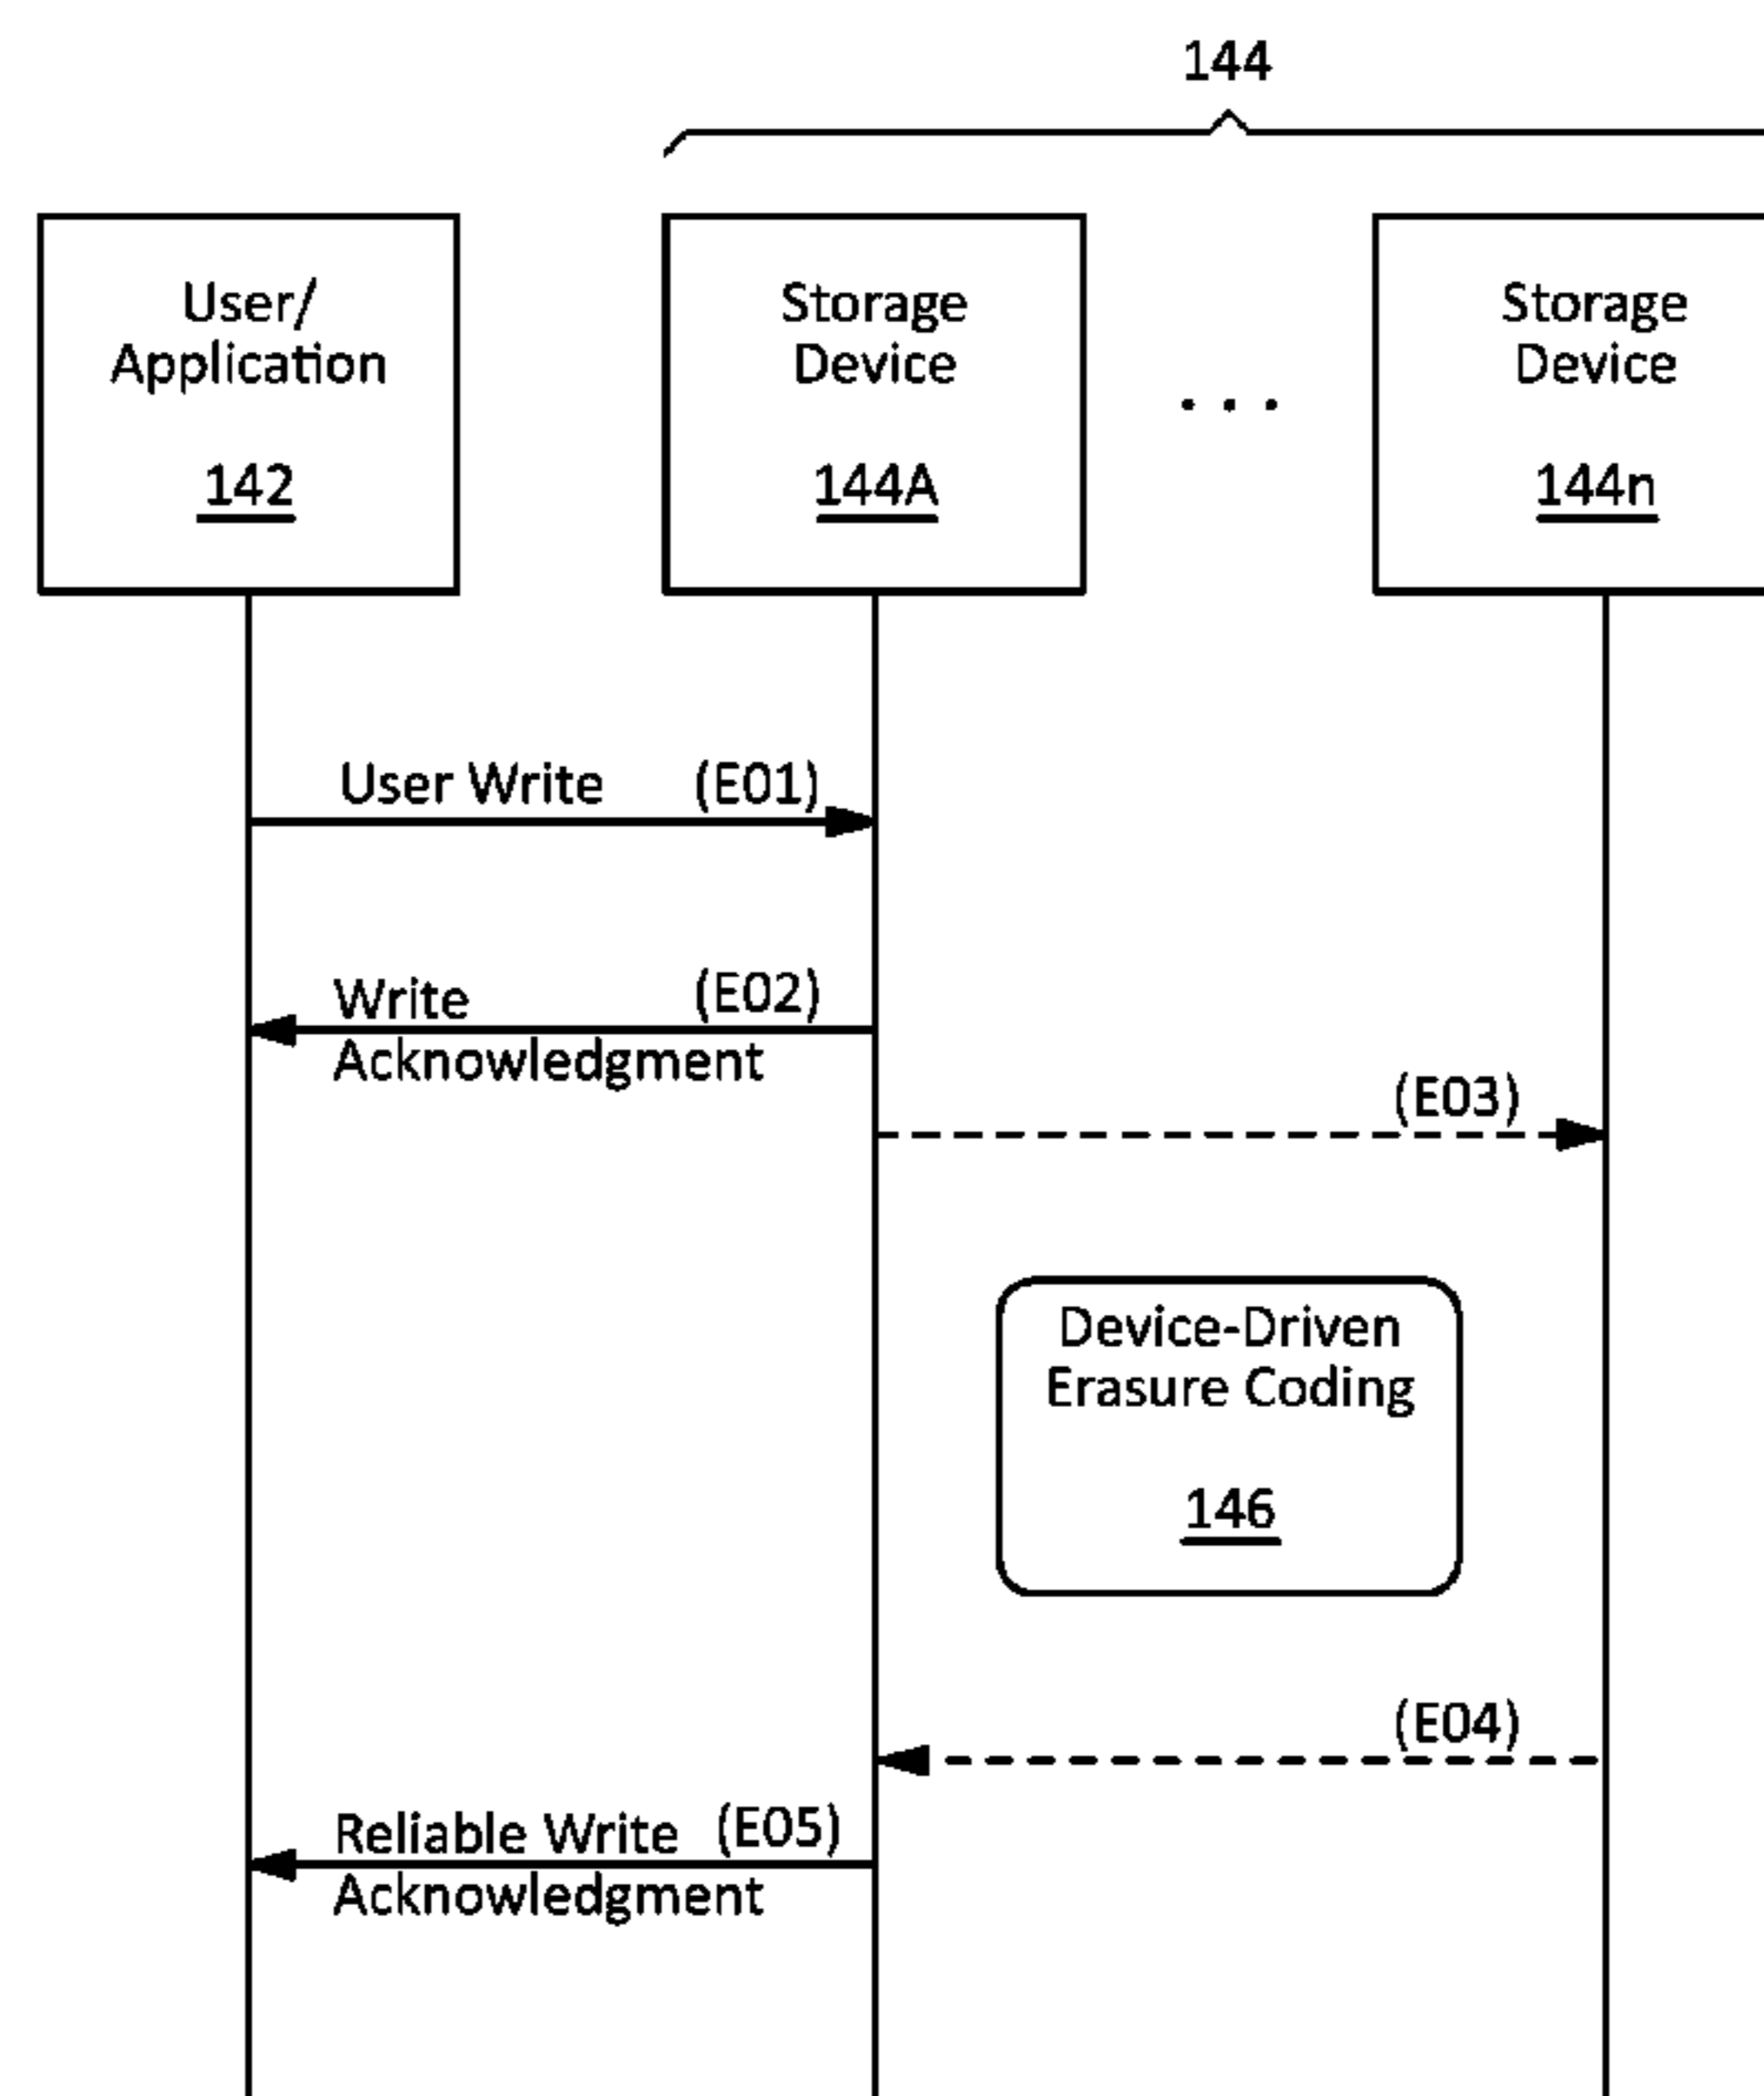 144
User/
Application
142
Storage
Device
144A
. . .
Storage
Device
144n
User Write (E01)
Write (E02)
Acknowledgment
(E03)
Device-Driven
Erasure Coding
146
(E04)
Reliable Write (E05)
Acknowledgment